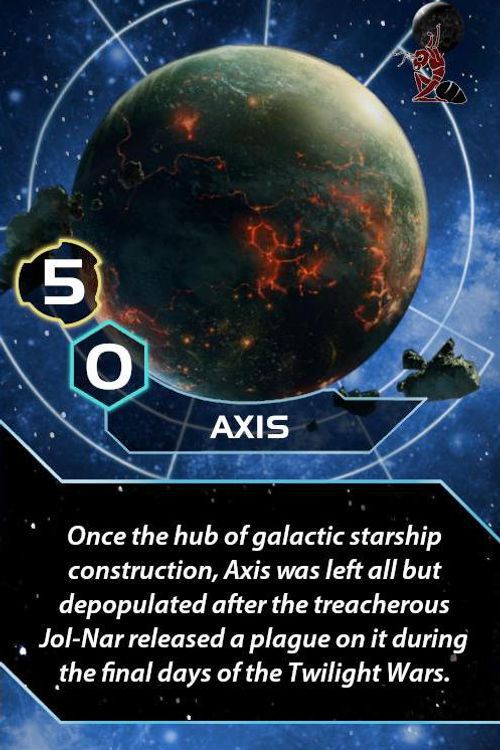 5
0
AXIS
Once the hub of galactic starship
construction, Axis was left all but
depopulated after the treacherous
Jol-Nar released a plague on it during
the final days of the Twilight Wars.